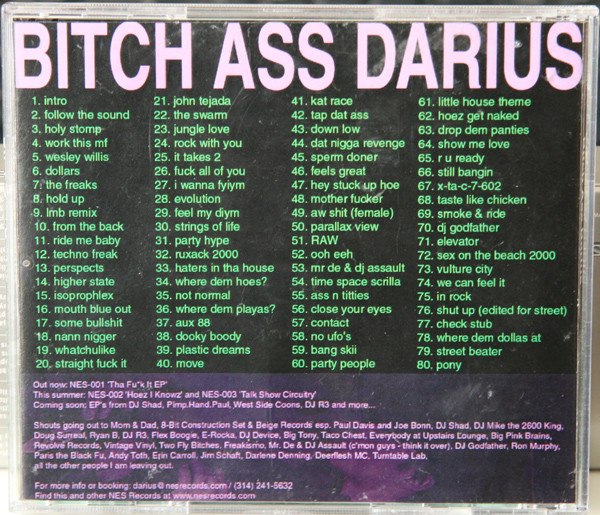 BITCH ASS DARIUS
1. intro
2. follow the sound
3. holy stomp
4. work this mf
5. wesley willis
6. dollars
7. the freaks
8. hold up
9. lmb remix
10. from the back
11. ride me baby
12. techno freak
13. perspects
14. higher state
15. isoprophlex
16. mouth blue out
17. some bullshit
18. nann nigger
19. whatchulike
20. straight fuck it
21. john tejada
22. the swarm
23. jungle love
24. rock with you
25. it takes 2
26. fuck all of you
27. i wanna fyiym
28. evolution
29. feel my diym
30. strings of life
31. party hype
32. ruxack 2000
33. haters in tha house
34. where dem hoes?
35. not normal
36. where dem playas?
37. aux 88
38. dooky boody
39. plastic dreams
40. move
41. kat race
42. tap dat ass
43. down low
44. dat nigga revenge
45. sperm doner
46. feels great
47. hey stuck up hoe
48. mother fucker
49. aw shit (female)
50. parallax view
51. RAW
52. ooh eeh
53. mr de & dj assault
54. time space scrilla
55. ass n titties
56. close your eyes
57. contact
58. no ufo's
59. bang skii
60. party people
61. little house theme
62. hoez get naked
63. drop dem panties
64. show me love
65. r u ready
66. still bangin
67. x-ta-c-7-602
68. taste like chicken
69. smoke & ride
70. dj godfather
71. elevator
72. sex on the beach 2000
73. vulture city
74. we can feel it
75. in rock
76. shut up (edited for street)
77. check stub
78. where dem dollas at
79. street beater
80. pony
Out now: NES-001 'Tha Fu*k It EP'
This summer: NES-002 'Hoez I Knowz' and NES-003 'Talk Show Circuitry'
Coming soon: EP's from DJ Shad, Pimp.Hand.Paul, West Side Coons, DJ R3 and more...
Shouts going out to Mom & Dad, 8-Bit Construction Set & Beige Records esp. Paul Davis and Joe Bonn, DJ Shad, DJ Mike the 2600 King,
Doug Surreal, Ryan B, DJ R3, Flex Boogie, E-Rocka, DJ Device, Big Tony, Taco Chest, Everybody at Upstairs Lounge, Big Pink Brains,
Revolve Records, Vintage Vinyl, Two Fly Bitches, Freakismo, Mr. De & DJ Assault (c'mon guys - think it over), DJ Godfather, Ron Murphy,
Paris the Black Fu, Andy Toth, Erin Carroll, Jim Schaft, Darlene Denning, Deerflesh MC, Turntable Lab,
all the other people I am leaving out.
For more info or booking: darius@nesrecords.com / (314) 241-5632
Find this and other NES Records at www.nesrecords.com